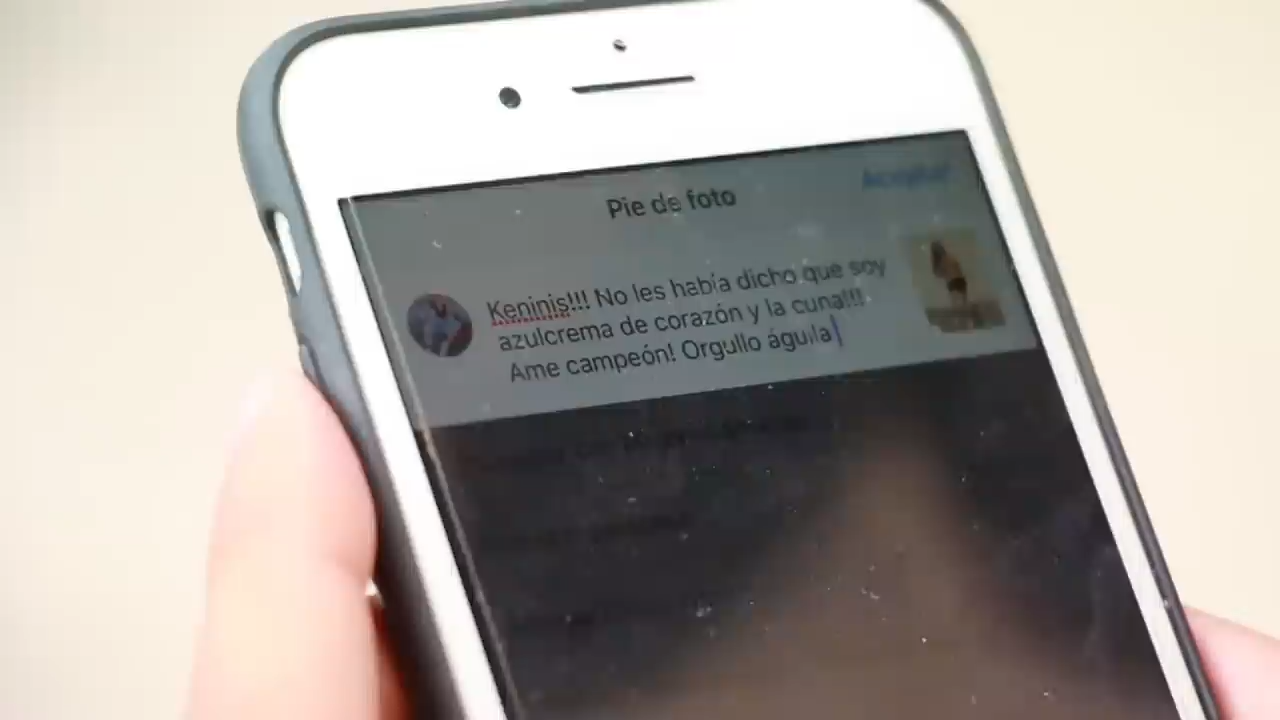 Pie de foto
Aceptar
Keninis!!! No les había dicho que soy
azulcrema de corazón y la cuna!!!
Ame campeón! Orgullo águila